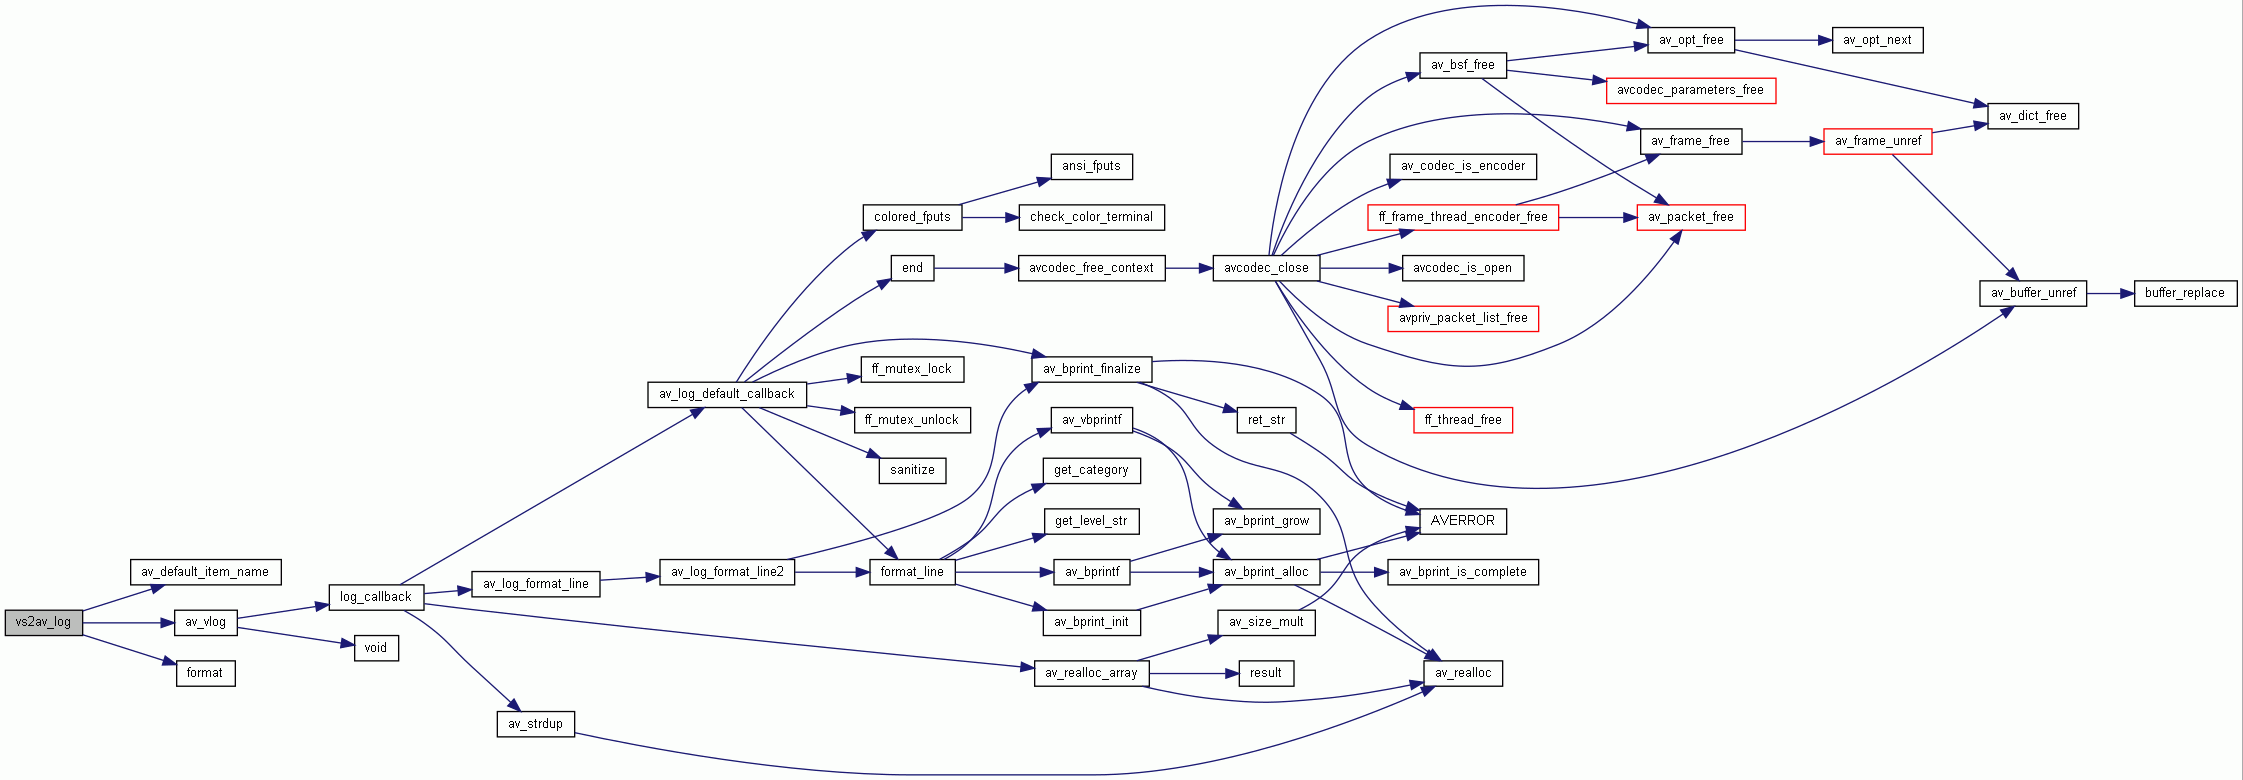 vs2av_log
av_default_item_name
av_vlog
format
log_callback
void
av_log_default_callback
av_log_format_line
av_strdup
av_log_format_line2
colored_fputs
end
ff_mutex_lock
ff_mutex_unlock
sanitize
format_line
ansi_fputs
check_color_terminal
avcodec_free_context
av_bprint_finalize
av_vbprintf
get_category
get_level_str
av_bprintf
av_bprint_init
av_realloc_array
avcodec_close
ret_str
av_bprint_grow
av_bprint_alloc
av_size_mult
result
av_bsf_free
av_codec_is_encoder
ff_frame_thread_encoder_free
avcodec_is_open
avpriv_packet_list_free
ff_thread_free
AVERROR
av_bprint_is_complete
av_realloc
av_opt_free
avcodec_parameters_free
av_frame_free
av_packet_free
av_opt_next
av_frame_unref
av_dict_free
av_buffer_unref
buffer_replace